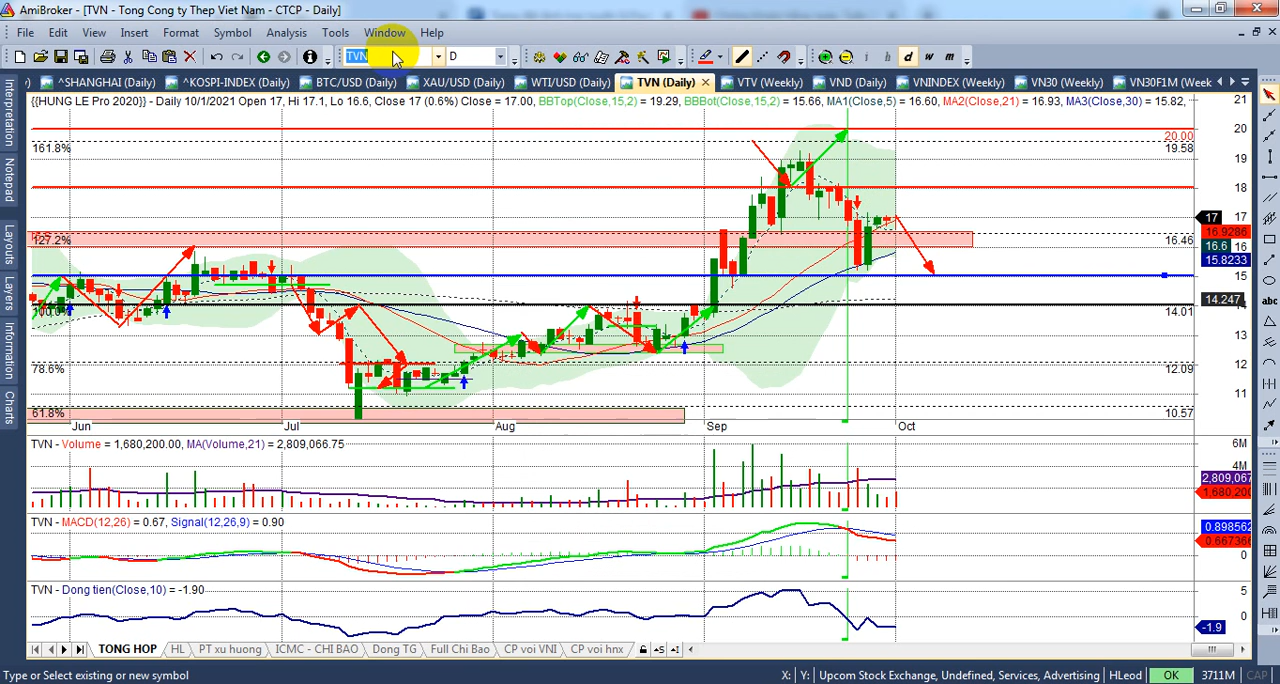 AmiBroker - [TVN - Tong Cong ty Thep Viet Nam - CTCP - Daily]
File Edit View Insert Format Symbol Analysis Tools Window Help
TVN D h d w m
^SHANGHAI (Daily) ^KOSPI-INDEX (Daily) BTC/USD (Daily) XAU/USD (Daily) WTI/USD (Daily) TVN (Daily) VTV (Weekly) VND (Daily) VNINDEX (Weekly) VN30 (Weekly) VN30F1M (Week
{{HUNG LE Pro 2020}} - Daily 10/1/2021 Open 17, Hi 17.1, Lo 16.6, Close 17 (0.6%) Close = 17.00, BBTop(Close,15,2) = 19.29, BBBot(Close,15,2) = 15.66, MA1(Close,5) = 16.60, MA2(Close,21) = 16.93, MA3(Close,30) = 15.82,
Interpretation
Notepad
Layouts
Layers
Information
Charts
abc
21
20
19
18
17
16
15
13
12
11
20.00
161.8% 19.58
17
16.9286
127.2% 16.46
16.6
15.8233
14.247
100.0% 14.01
78.6% 12.09
61.8% 10.57
Jun Jul Aug Sep Oct
TVN - Volume = 1,680,200.00, MA(Volume,21) = 2,809,066.75
6M
4M
2,809,067
1,680,200
TVN - MACD(12,26) = 0.67, Signal(12,26,9) = 0.90
0.898562
0.667366
0
TVN - Dong tien(Close,10) = -1.90
5
0
-1.9
TONG HOP HL PT xu huong ICMC - CHI BAO Dong TG Full Chi Bao CP voi VNI CP voi hnx
Type or Select existing or new symbol X: Y: Upcom Stock Exchange, Undefined, Services, Advertising HLeod OK 3711M CAP